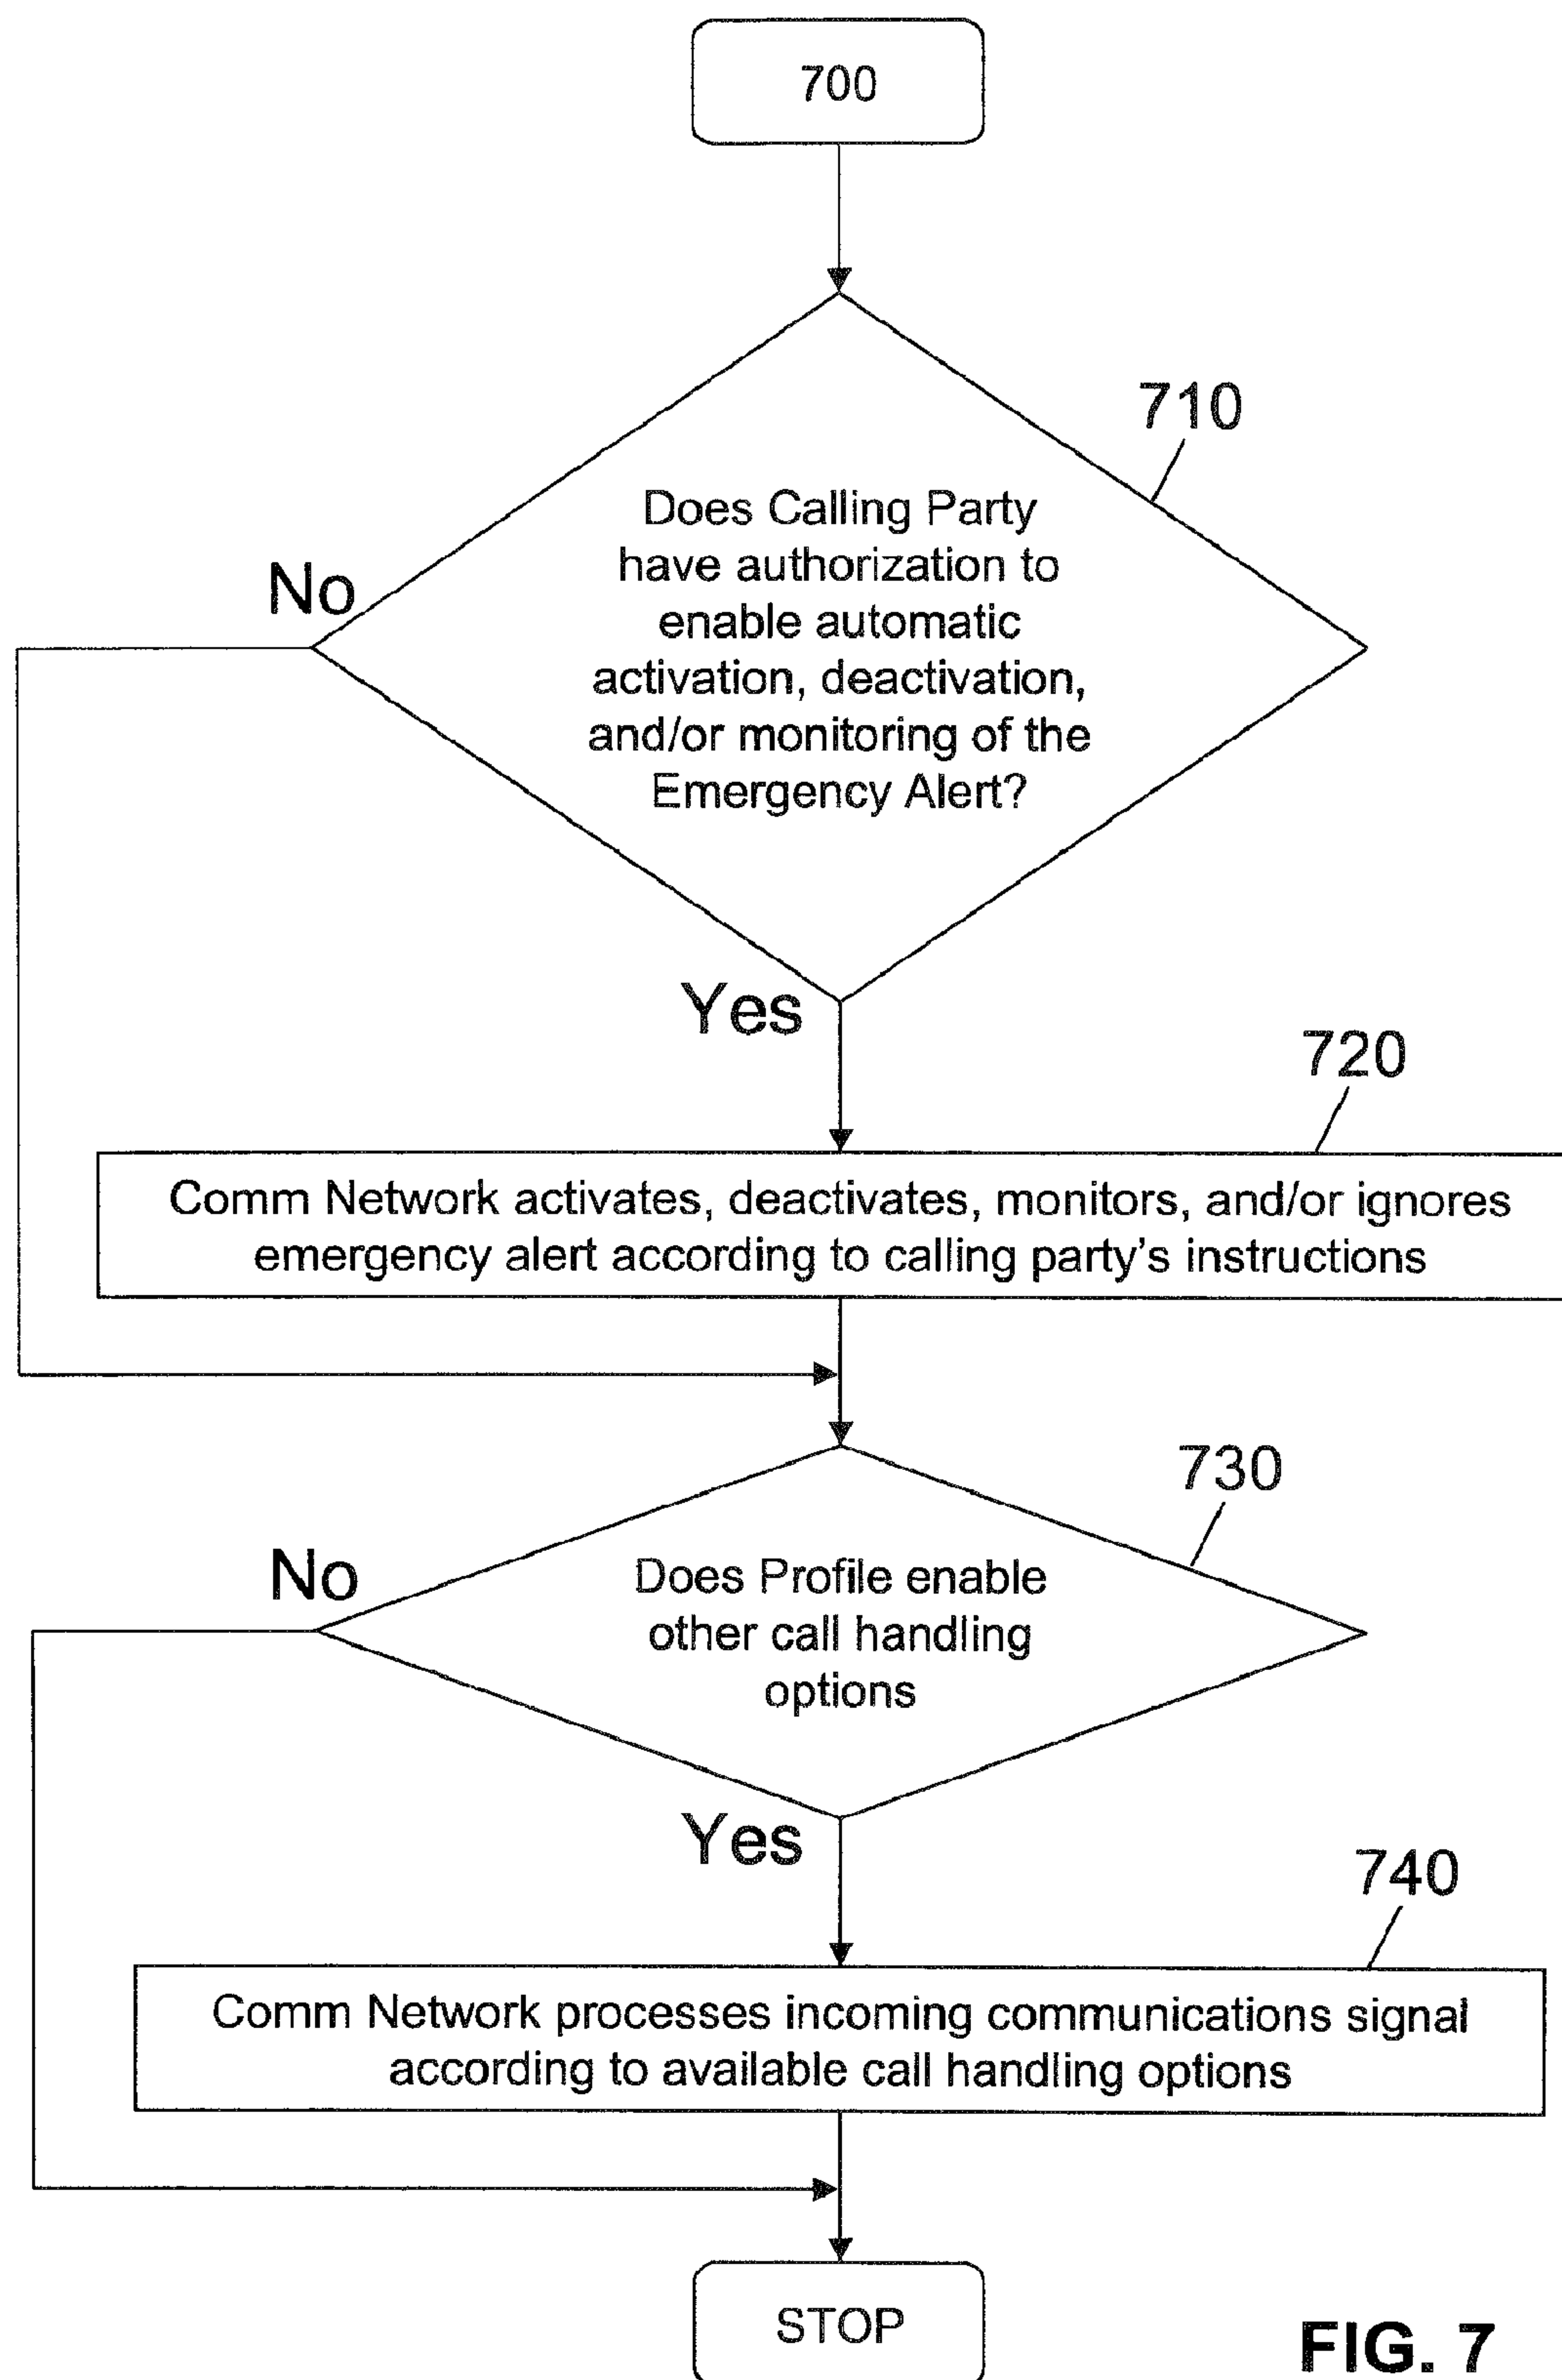 700
710
Does Calling Party
have authorization to
enable automatic
activation, deactivation,
and/or monitoring of the
Emergency Alert?
No
Yes
720
Comm Network activates, deactivates, monitors, and/or ignores
emergency alert according to calling party's instructions
730
Does Profile enable
other call handling
options
No
Yes
740
Comm Network processes incoming communications signal
according to available call handling options
STOP
FIG. 7